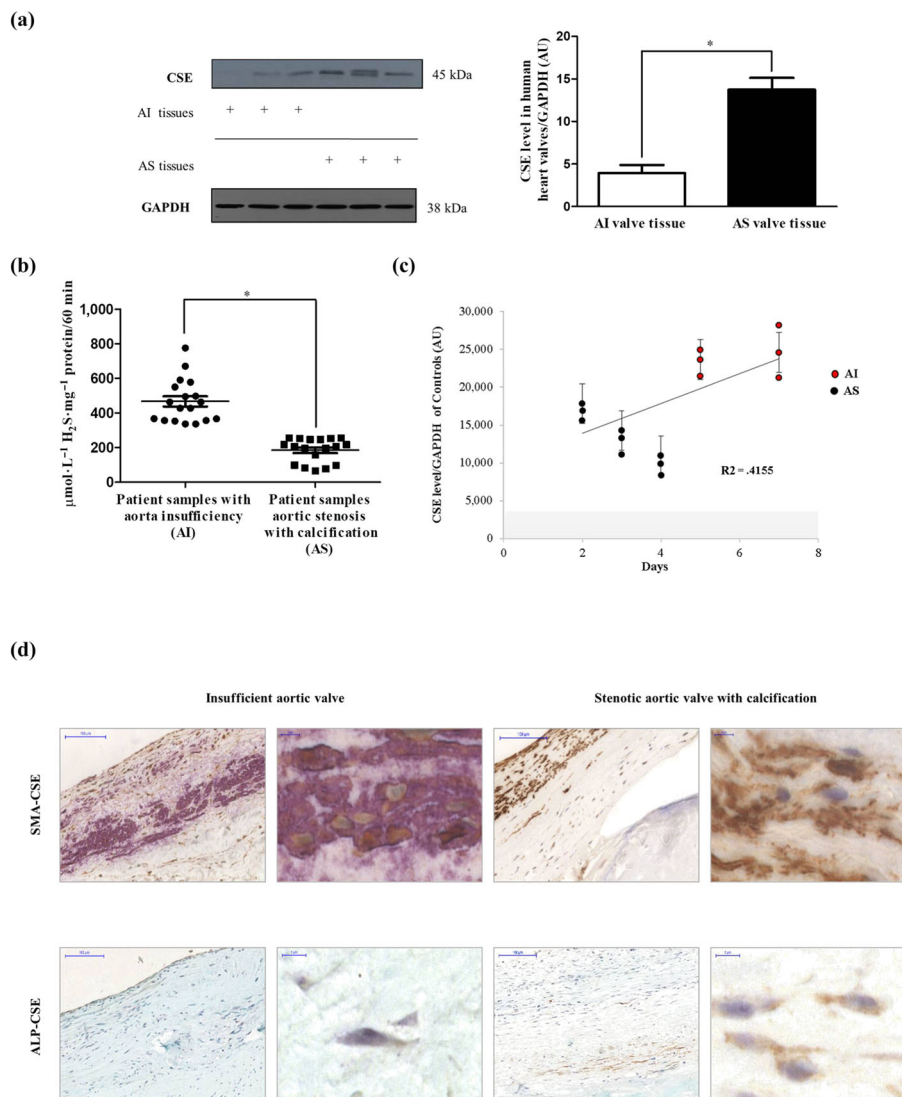 (a)
CSE
45 kDa
AI tissues
+ + +
AS tissues
+ + +
GAPDH
38 kDa
CSE level in human
heart valves/GAPDH (AU)
20
15
10
5
0
*
AI valve tissue
AS valve tissue
(b)
μmol·L⁻¹ H₂S·mg⁻¹ protein/60 min
1,000
800
600
400
200
0
*
Patient samples with
aorta insufficiency
(AI)
Patient samples
aortic stenosis
with calcification
(AS)
(c)
CSE level/GAPDH of Controls (AU)
30,000
25,000
20,000
15,000
10,000
5,000
0
0 2 4 6 8
Days
R2 = .4155
AI
AS
(d)
Insufficient aortic valve
Stenotic aortic valve with calcification
SMA-CSE
ALP-CSE